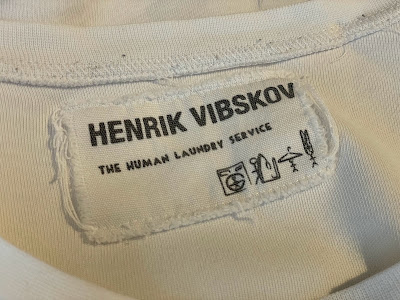 HENRIK VIBSKOV
THE HUMAN LAUNDRY SERVICE